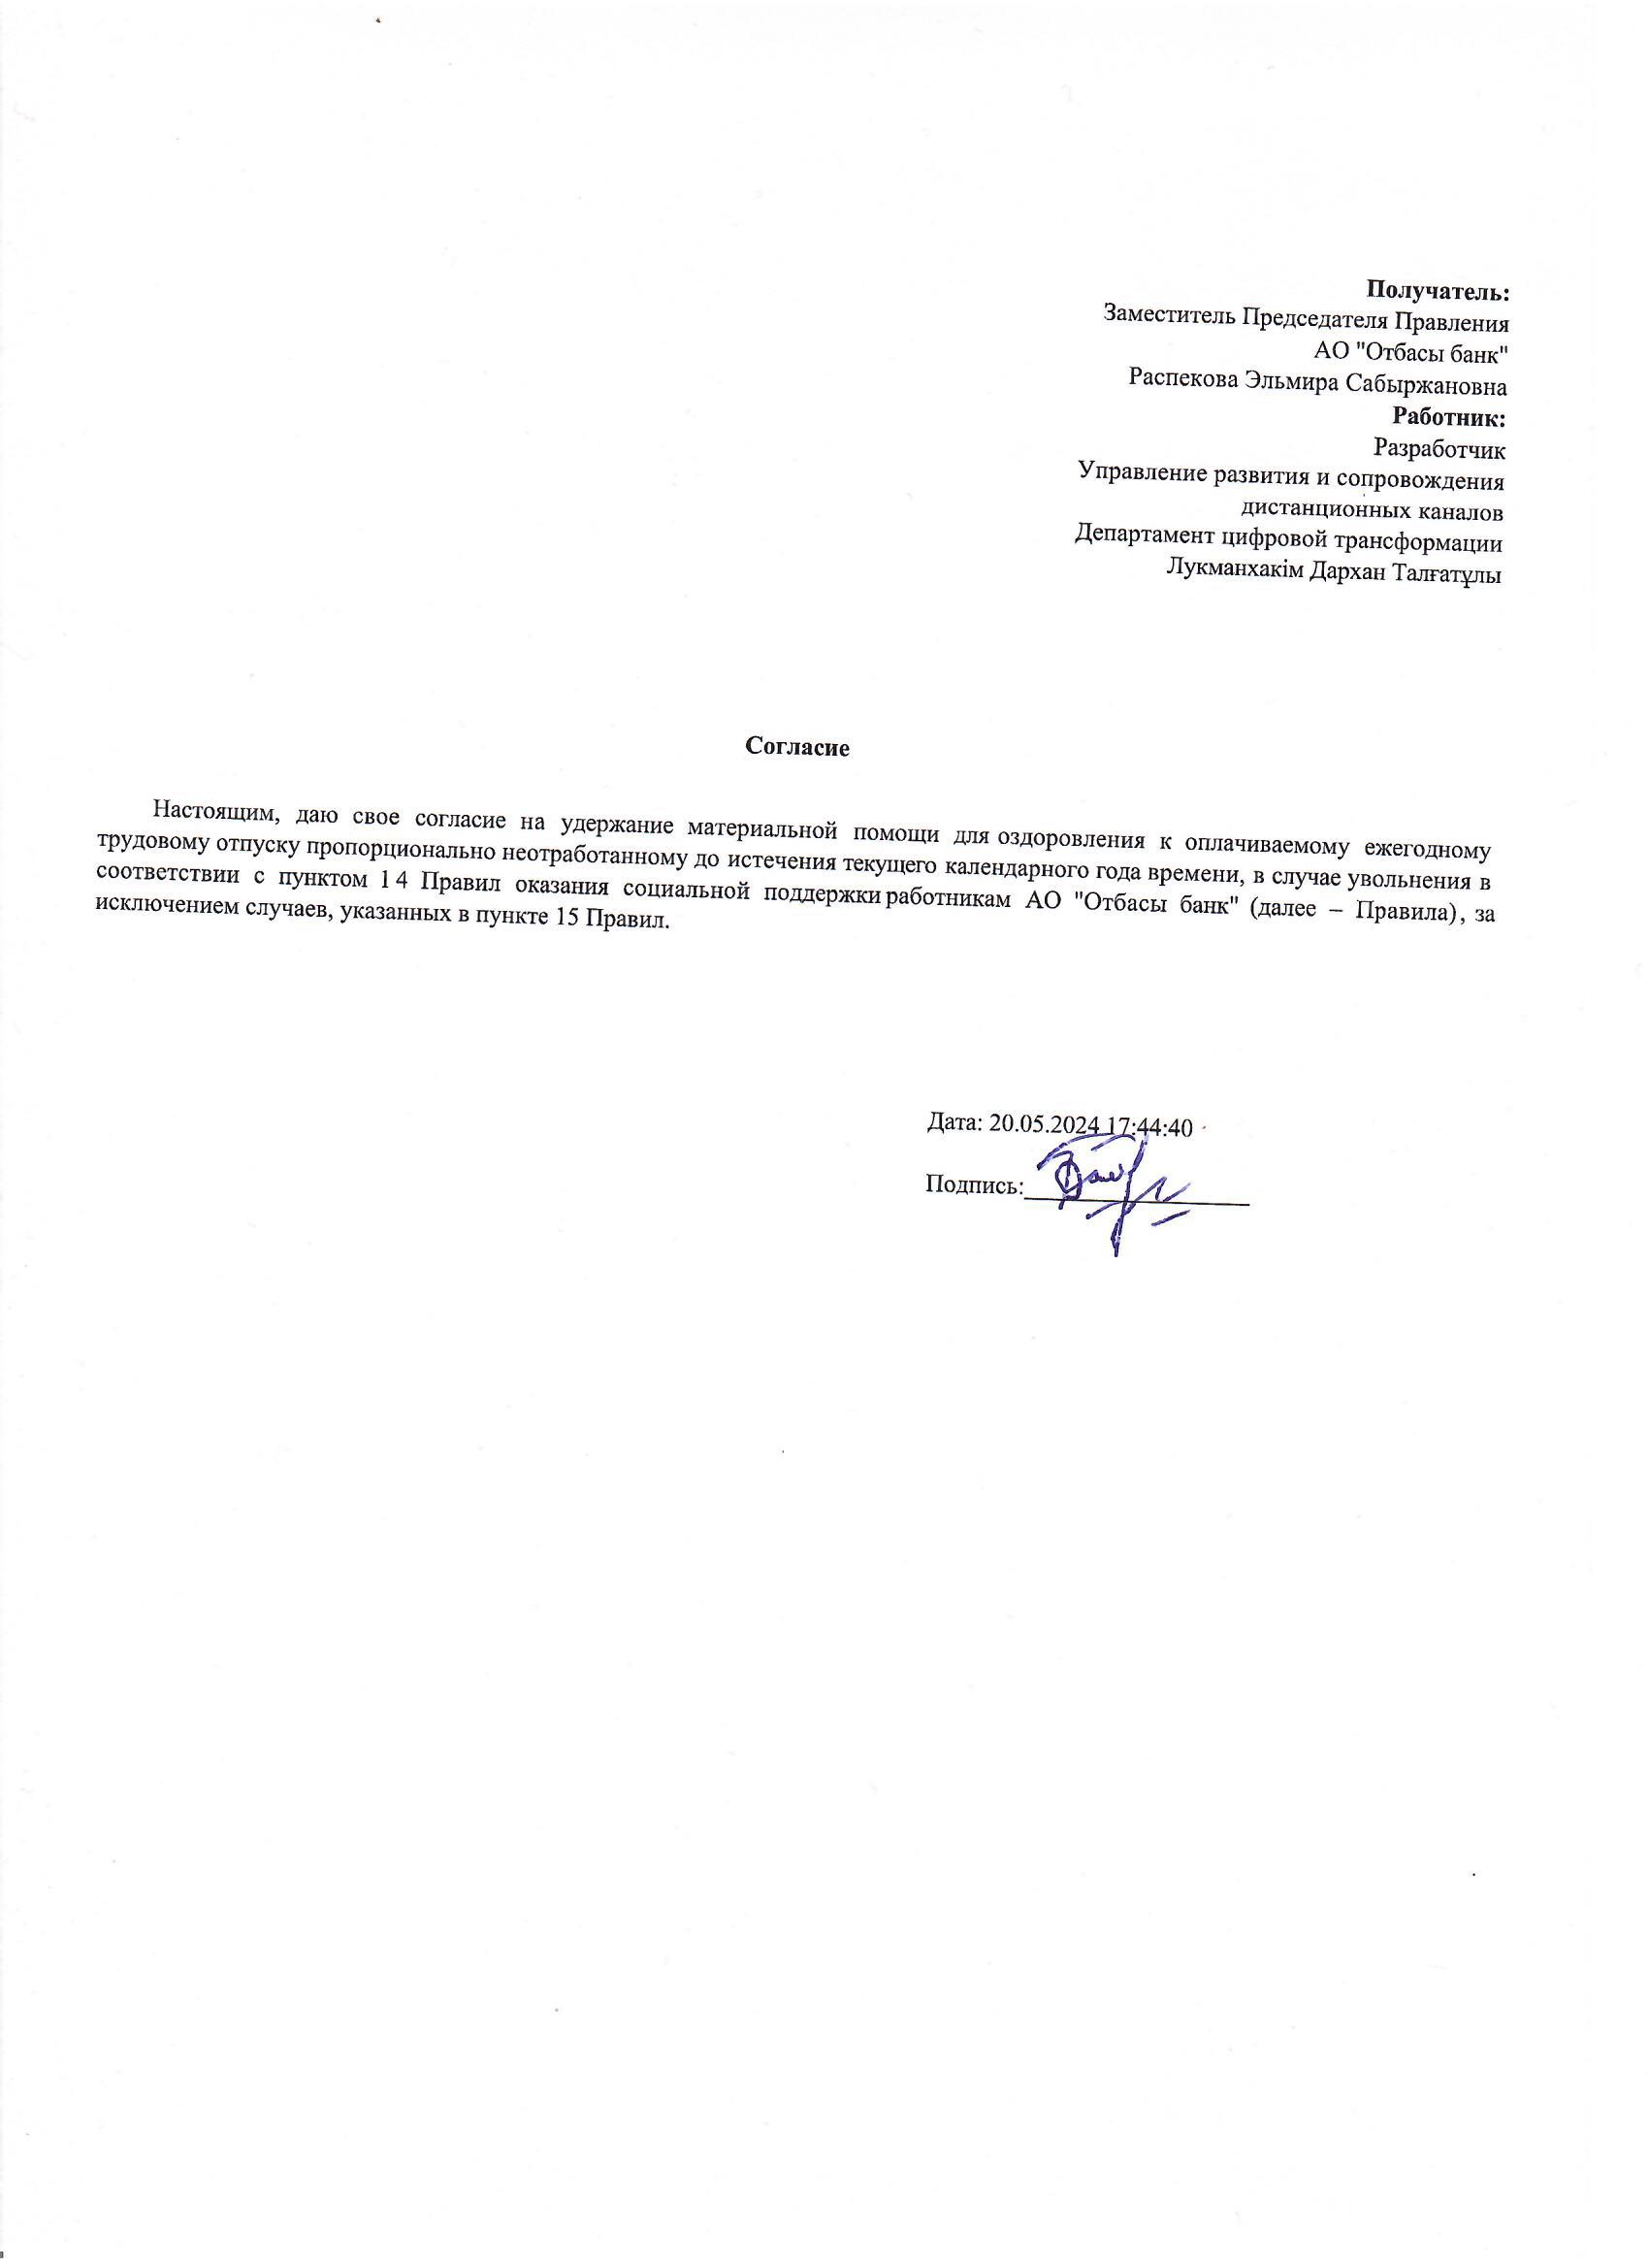 Получатель:
Заместитель Председателя Правления
АО "Отбасы банк"
Распекова Эльмира Сабыржановна
Работник:
Разработчик
Управление развития и сопровождения
дистанционных каналов
Департамент цифровой трансформации
Лукманхакім Дархан Талғатұлы
Согласие
Настоящим, даю свое согласие на удержание материальной помощи для оздоровления к оплачиваемому ежегодному
трудовому отпуску пропорционально неотработанному до истечения текущего календарного года времени, в случае увольнения в
соответствии с пунктом 14 Правил оказания социальной поддержки работникам АО "Отбасы банк" (далее – Правила), за
исключением случаев, указанных в пункте 15 Правил.
Дата: 20.05.2024 17:44:40
Подпись: